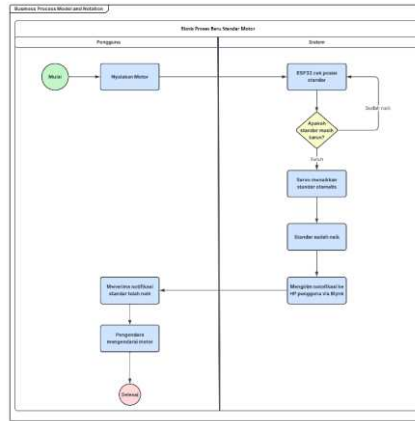 Business Process Model and Notation
Bisnis Proses Baru Standar Motor
Pengguna
Sistem
Mulai
Nyalakan Motor
ESP32 cek posisi
standar
Sudah naik
Apakah
standar masih
turun?
Turun
Servo menaikkan
standar otomatis
Standar sudah naik
Mengirim notifikasi ke
HP pengguna via Blynk
Menerima notifikasi
standar telah naik
Pengendara
mengendarai motor
Selesai